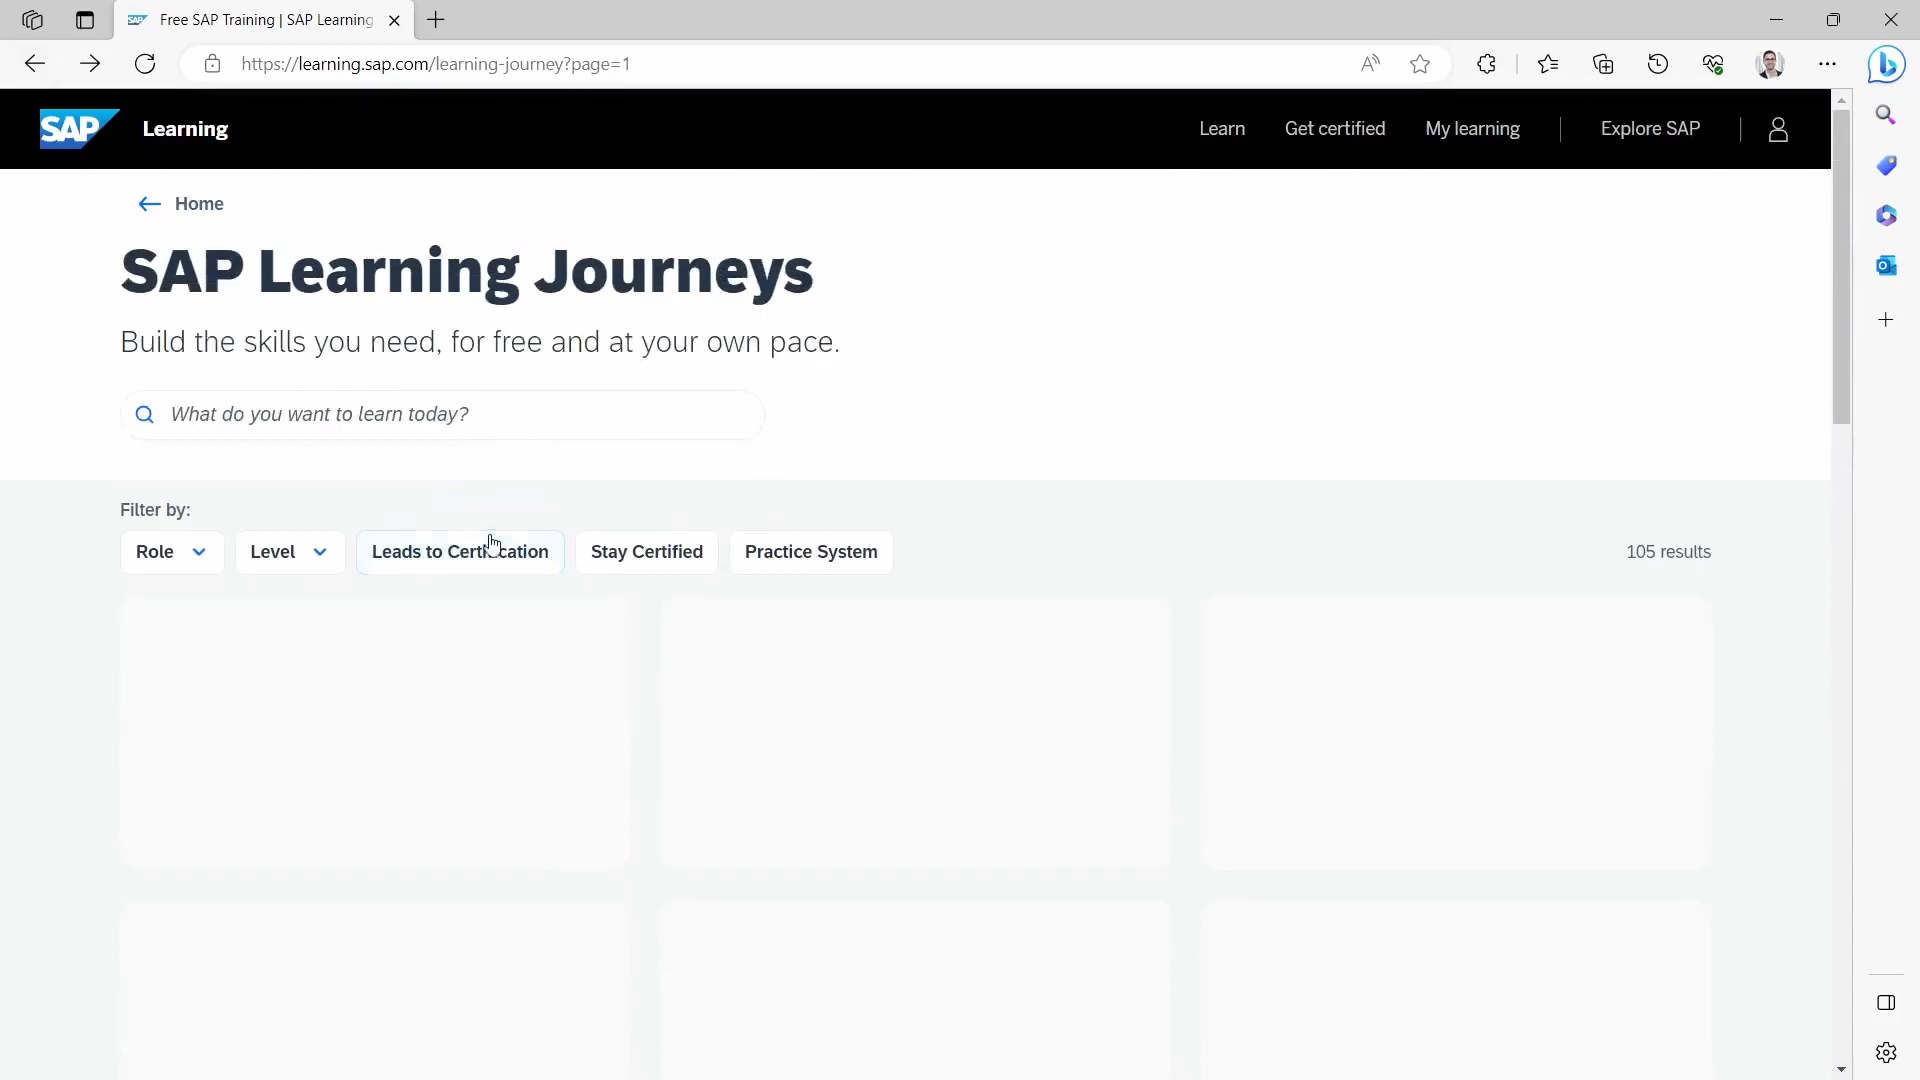 Free SAP Training | SAP Learning
https://learning.sap.com/learning-journey?page=1
SAP Learning
Learn Get certified My learning Explore SAP
Home
SAP Learning Journeys
Build the skills you need, for free and at your own pace.
What do you want to learn today?
Filter by:
Role Level Leads to Certification Stay Certified Practice System 105 results